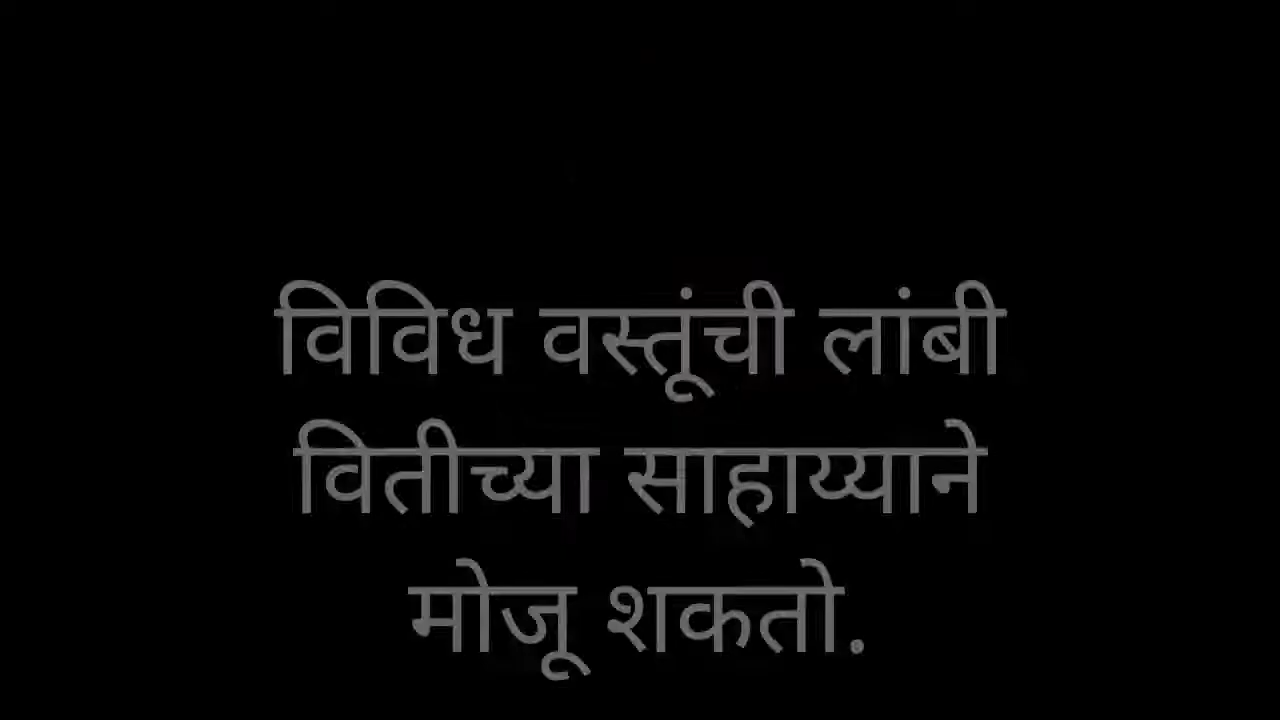 विविध वस्तूंची लांबी
वितीच्या साहाय्याने
मोजू शकतो.